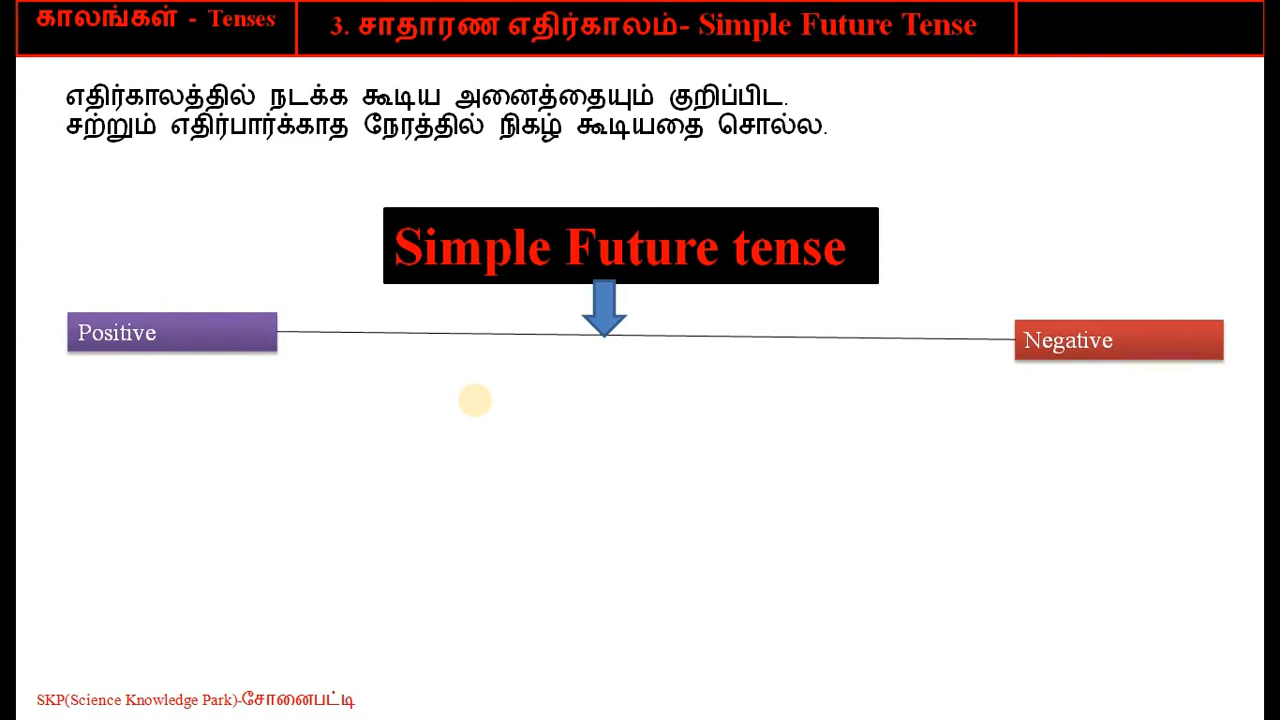 காலங்கள் - Tenses
3. சாதாரண எதிர்காலம்- Simple Future Tense
எதிர்காலத்தில் நடக்க கூடிய அனைத்தையும் குறிப்பிட.
சற்றும் எதிர்பார்க்காத நேரத்தில் நிகழ் கூடியதை சொல்ல.
Simple Future tense
Positive
Negative
SKP(Science Knowledge Park)-சோனைபட்டி